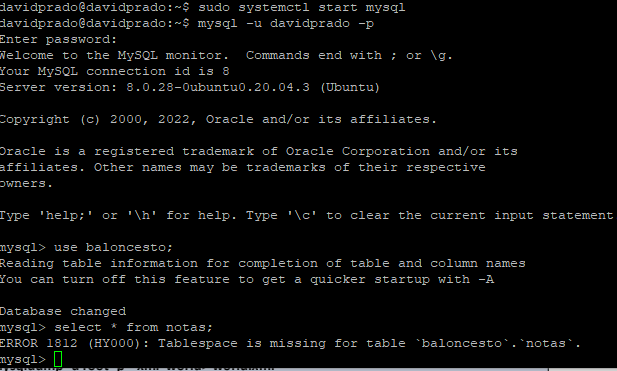 davidprado@davidprado:~$ sudo systemctl start mysql
davidprado@davidprado:~$ mysql -u davidprado -p
Enter password:
Welcome to the MySQL monitor.  Commands end with ; or \g.
Your MySQL connection id is 8
Server version: 8.0.28-0ubuntu0.20.04.3 (Ubuntu)
Copyright (c) 2000, 2022, Oracle and/or its affiliates.
Oracle is a registered trademark of Oracle Corporation and/or its
affiliates. Other names may be trademarks of their respective
owners.
Type 'help;' or '\h' for help. Type '\c' to clear the current input statement
mysql> use baloncesto;
Reading table information for completion of table and column names
You can turn off this feature to get a quicker startup with -A
Database changed
mysql> select * from notas;
ERROR 1812 (HY000): Tablespace is missing for table `baloncesto`.`notas`.
mysql>